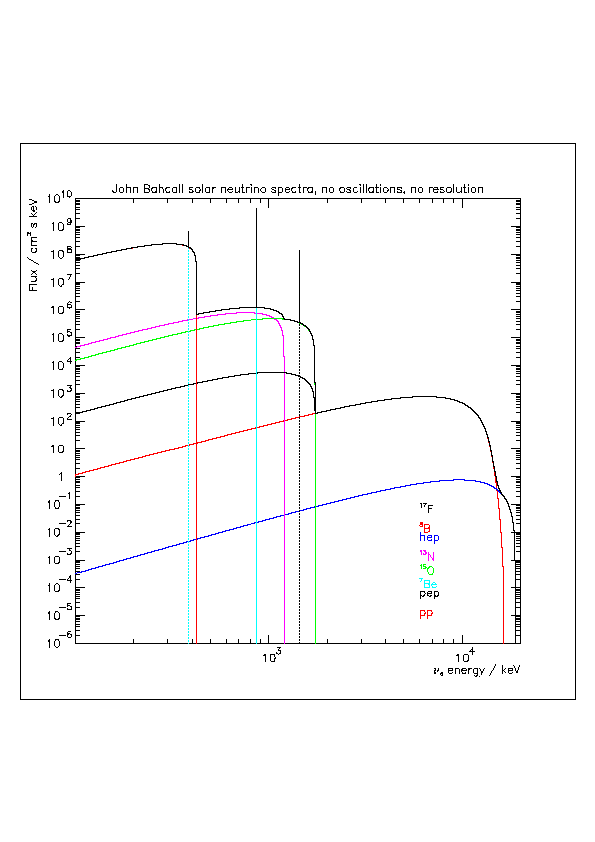 John Bahcall solar neutrino spectra, no oscillations, no resolution
Flux / cm² s keV
10¹⁰
10⁹
10⁸
10⁷
10⁶
10⁵
10⁴
10³
10²
10
1
10⁻¹
10⁻²
10⁻³
10⁻⁴
10⁻⁵
10⁻⁶
¹⁷F
⁸B
hep
¹³N
¹⁵O
⁷Be
pep
pp
10³
10⁴
νₑ energy / keV